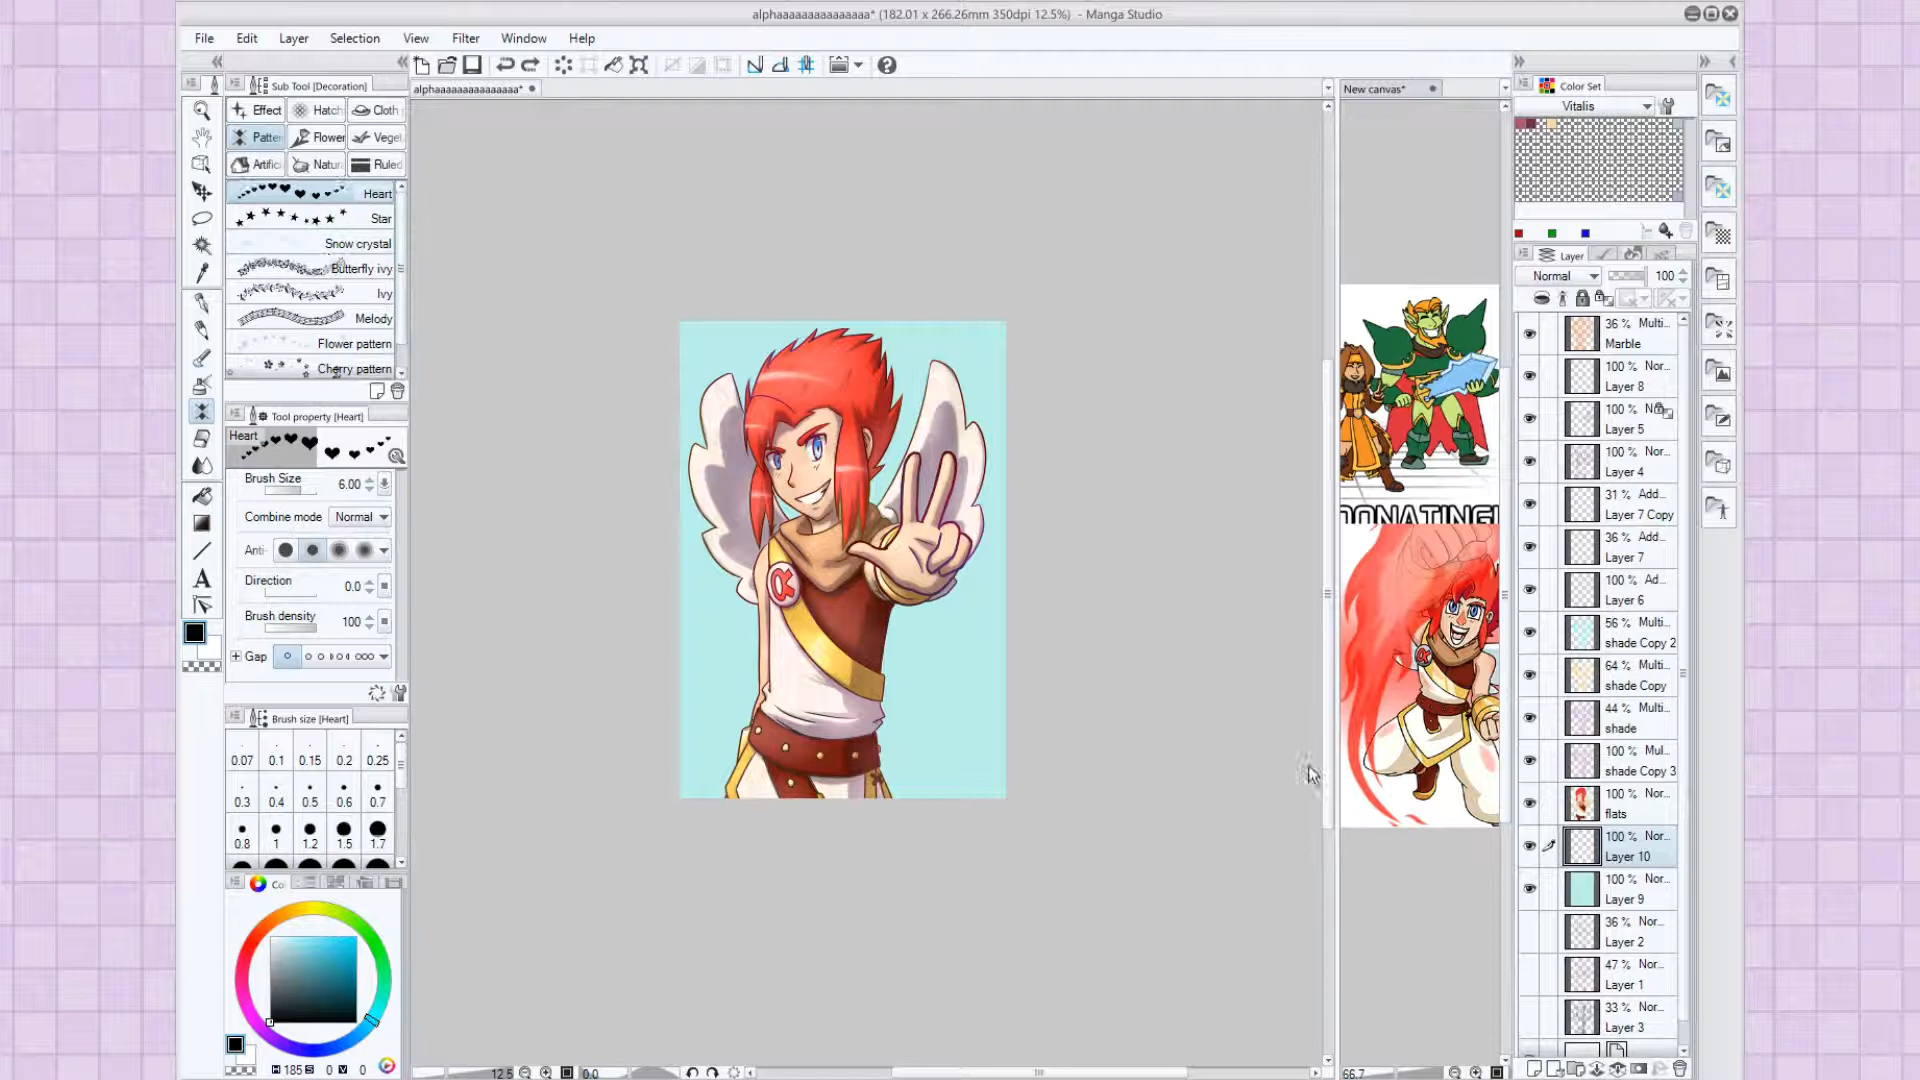 alphaaaaaaaaaaaaaaaa* (182.01 x 266.26mm 350dpi 12.5%) - Manga Studio
File Edit Layer Selection View Filter Window Help
Sub Tool [Decoration]
alphaaaaaaaaaaaaaaaa*
New canvas*
Color Set
Effect Hatch Cloth
Vitalis
Patte Flower Veget
Artific Natur Ruled
Heart
Star
Snow crystal
Butterfly ivy
Ivy
Melody
Flower pattern
Cherry pattern
Tool property [Heart]
Heart
Brush Size 6.00
Combine mode Normal
Anti-
Direction 0.0
Brush density 100
Gap
Brush size [Heart]
0.07 0.1 0.15 0.2 0.25
0.3 0.4 0.5 0.6 0.7
0.8 1 1.2 1.5 1.7
Co
H 185 S 0 V 0
12.5 0.0
α
DONATING!
α
66.7
Layer
Normal 100
36 % Multi...
Marble
100 % Nor...
Layer 8
100 % N
Layer 5
100 % Nor...
Layer 4
31 % Add...
Layer 7 Copy
36 % Add...
Layer 7
100 % Ad...
Layer 6
56 % Multi...
shade Copy 2
64 % Multi...
shade Copy
44 % Multi...
shade
100 % Mul...
shade Copy 3
100 % Nor...
flats
100 % Nor...
Layer 10
100 % Nor...
Layer 9
36 % Nor...
Layer 2
47 % Nor...
Layer 1
33 % Nor...
Layer 3